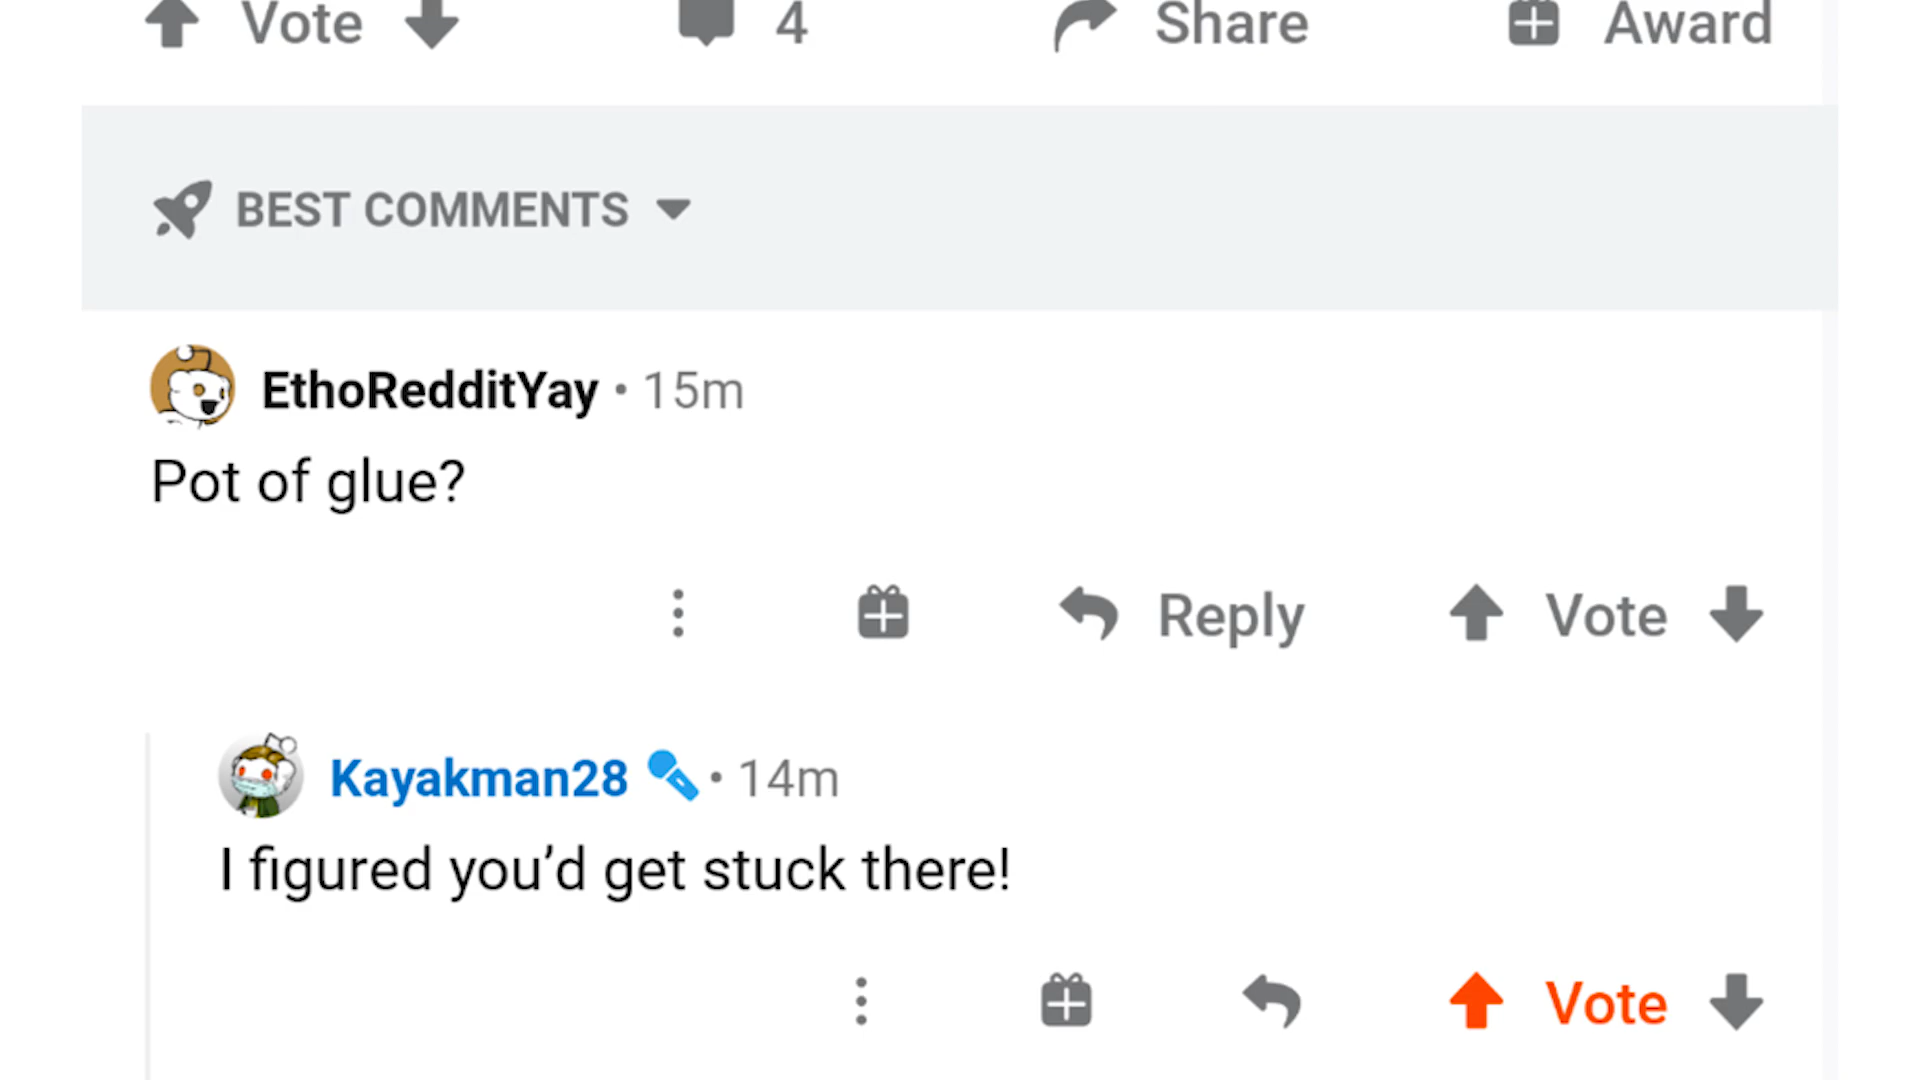 Vote 4 Share Award
BEST COMMENTS
EthoRedditYay • 15m
Pot of glue?
Reply Vote
Kayakman28 • 14m
I figured you’d get stuck there!
Vote